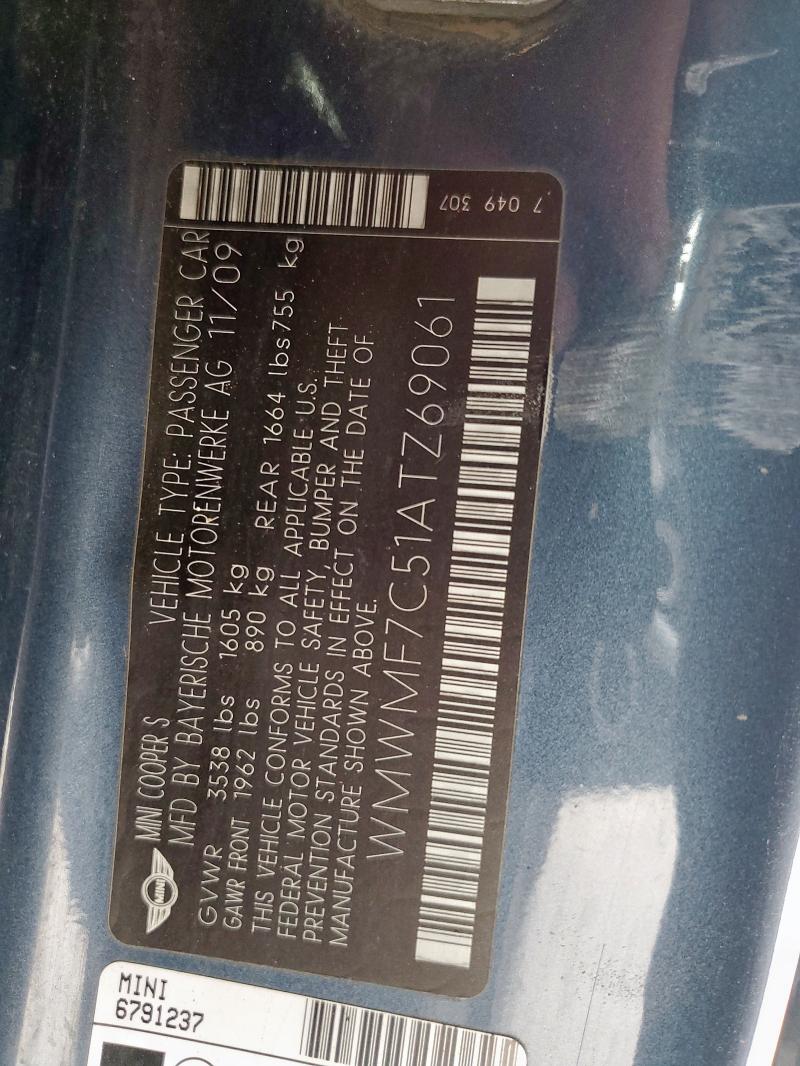 MINI
MINI COOPER S VEHICLE TYPE: PASSENGER CAR
MFD BY BAYERISCHE MOTORENWERKE AG 11/09
GVWR 3538 lbs 1605 kg
GAWR FRONT 1962 lbs 890 kg REAR 1664 lbs 755 kg
THIS VEHICLE CONFORMS TO ALL APPLICABLE U.S.
FEDERAL MOTOR VEHICLE SAFETY, BUMPER AND THEFT
PREVENTION STANDARDS IN EFFECT ON THE DATE OF
MANUFACTURE SHOWN ABOVE.
WMWMF7C51ATZ69061
7 049 307
MINI
6791237